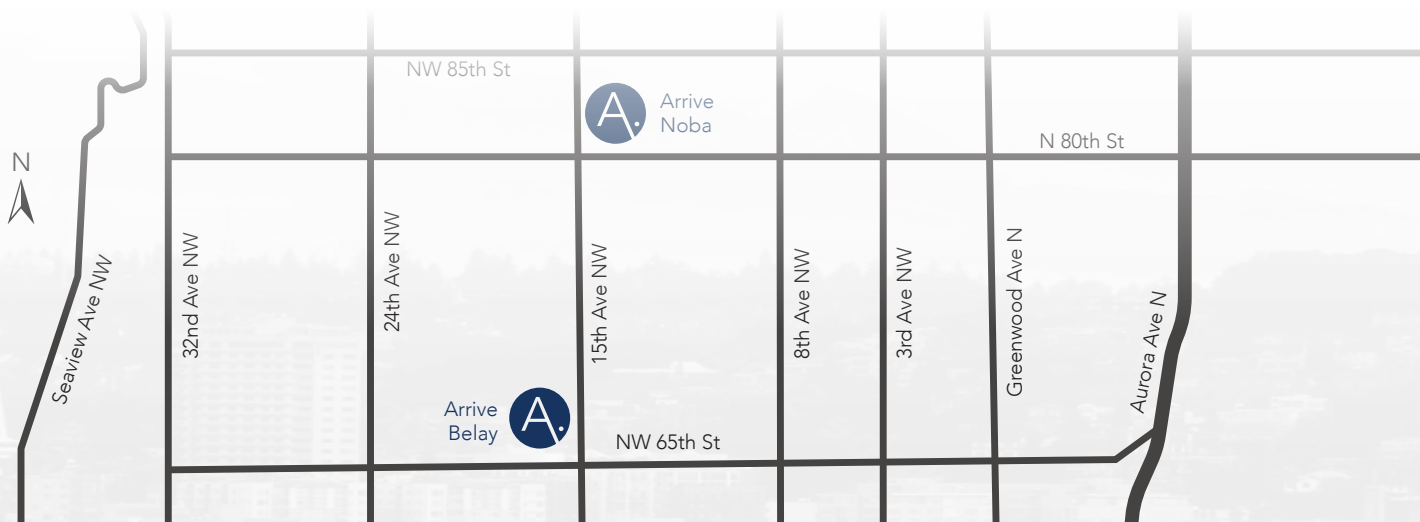 NW 85th St
A.
Arrive
Noba
N 80th St
N
Seaview Ave NW
32nd Ave NW
24th Ave NW
15th Ave NW
8th Ave NW
3rd Ave NW
Greenwood Ave N
Aurora Ave N
Arrive
Belay
A.
NW 65th St